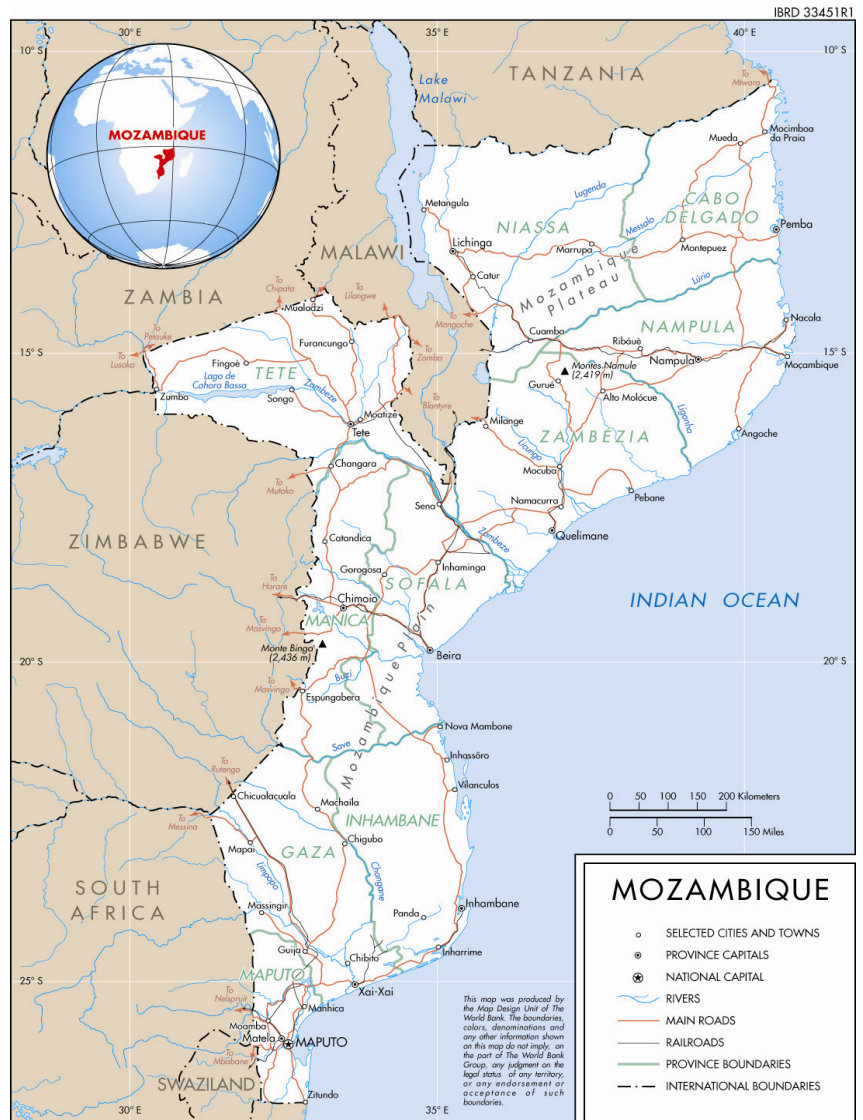 IBRD 33451R1
30° E
35° E
40° E
10° S
10° S
To
Mtwara
Lake
Malawi
TANZANIA
MOZAMBIQUE
Mocimboa
da Praia
Mueda
Lugenda
CABO
DELGADO
Metangula
NIASSA
Messalo
Pemba
Lichinga
Marrupa
Montepuez
MALAWI
Catur
Mozambique
Plateau
Lúrio
ZAMBIA
To
Chipata
To
Lilongwe
Mualadzi
To
Mongoche
Nacala
To
Petauke
Furancungo
Cuamba
NAMPULA
Ribáuè
15° S
15° S
To
Lusaka
Fingoè
To
Zamba
Nampula
Moçambique
TETE
Montes Namule
(2,419 m)
Lago de
Cahora Bassa
Gurué
Zumbo
Songo
Zambeze
To
Blantyre
Alto Molócue
Ligonha
Moatize
Milange
Tete
ZAMBÉZIA
Angoche
Licungo
Changara
Mocuba
To
Mutoko
Sena
Namacurra
Pebane
ZIMBABWE
Catandica
Zambeze
Quelimane
Inhaminga
Gorogosa
SOFALA
To
Harare
Chimoio
MANICA
INDIAN OCEAN
To
Masvingo
Monte Binga
(2,436 m)
Mozambique Plain
Beira
20° S
20° S
To
Masvingo
Buzi
Espungabera
Nova Mambone
Save
Inhassôro
To
Rutenga
Vilanculos
Chicualacuala
Machaila
0 50 100 150 200 Kilometers
0 50 100 150 Miles
To
Messina
INHAMBANE
Mapai
GAZA
Chigubo
Limpopo
Changane
SOUTH
AFRICA
Massingir
Panda
Inhambane
Guija
Chibito
Inharrime
25° S
25° S
MAPUTO
Xai-Xai
To
Nelspruit
Manhica
Moamba
Matela
MAPUTO
To
Mbabane
SWAZILAND
Zitundo
30° E
35° E
This map was produced by
the Map Design Unit of The
World Bank. The boundaries,
colors, denominations and
any other information shown
on this map do not imply, on
the part of The World Bank
Group, any judgment on the
legal status of any territory,
or any endorsement or
acceptance of such
boundaries.
MOZAMBIQUE
SELECTED CITIES AND TOWNS
PROVINCE CAPITALS
NATIONAL CAPITAL
RIVERS
MAIN ROADS
RAILROADS
PROVINCE BOUNDARIES
INTERNATIONAL BOUNDARIES